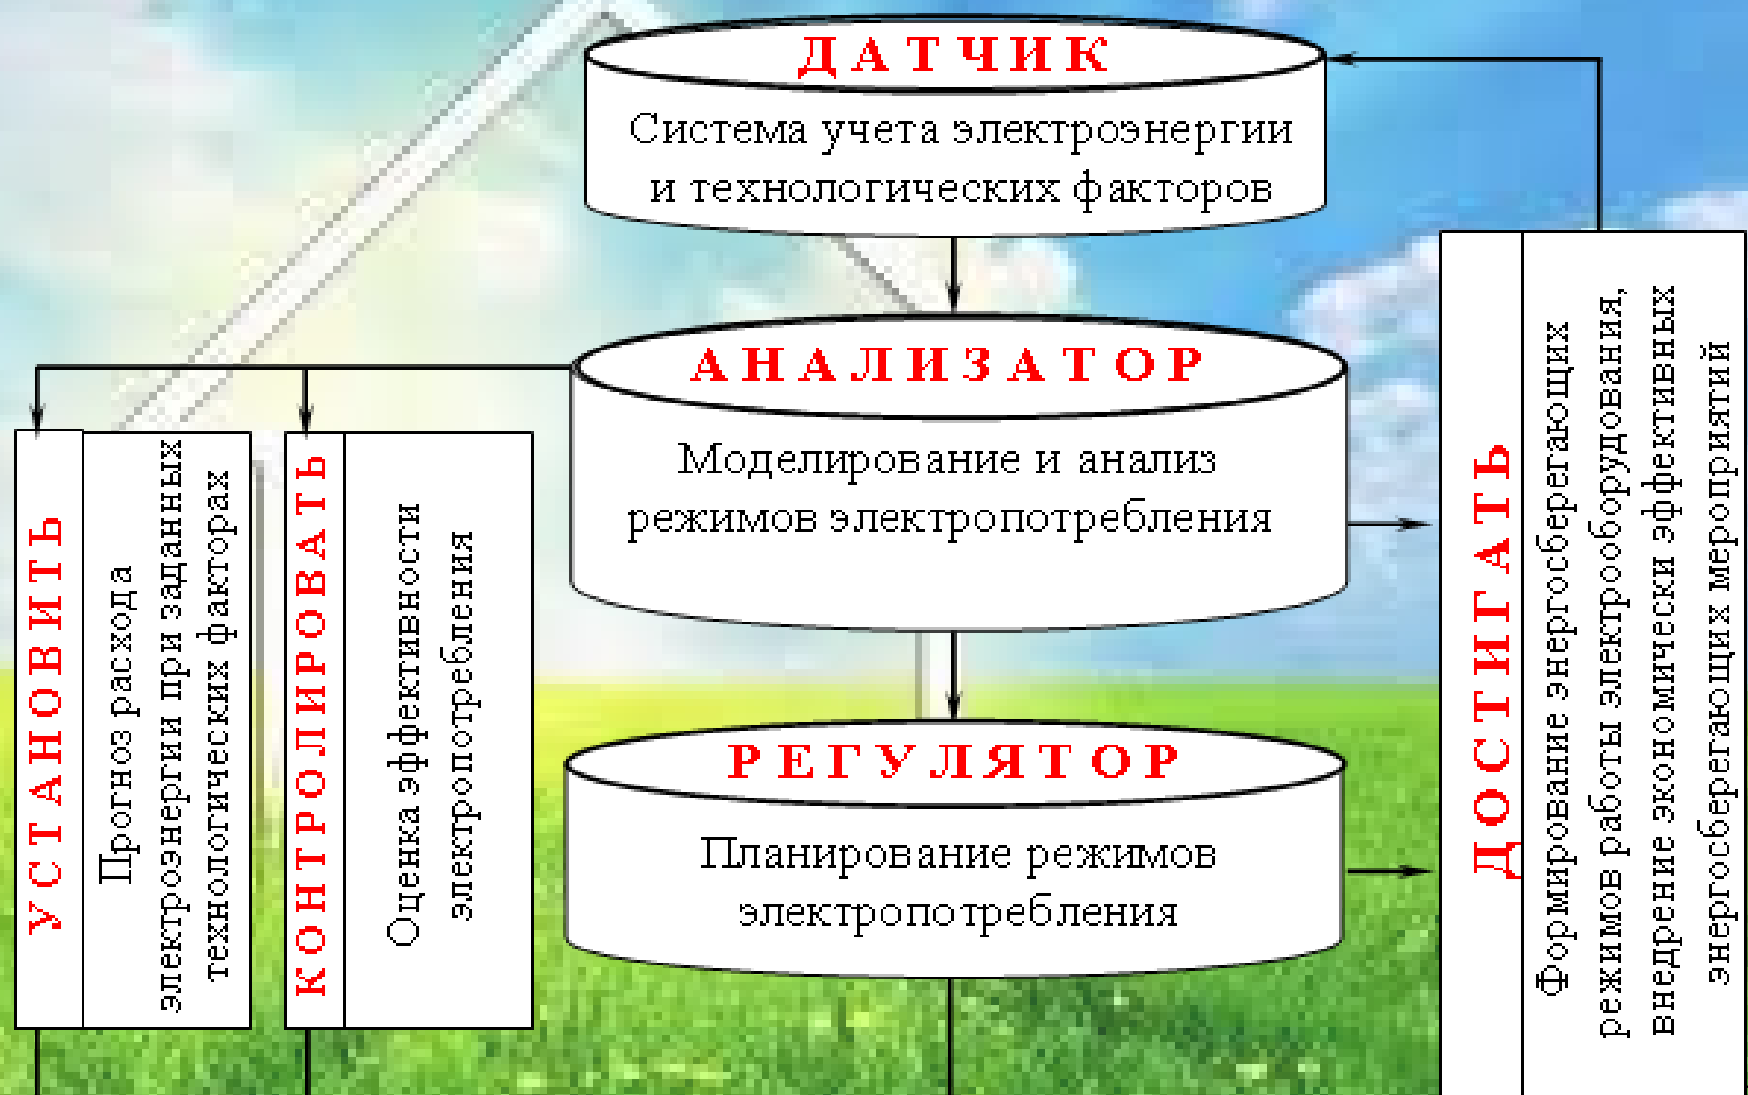 ДАТЧИК
Система учета электроэнергии
и технологических факторов
АНАЛИЗАТОР
Моделирование и анализ
режимов электропотребления
РЕГУЛЯТОР
Планирование режимов
электропотребления
УСТАНОВИТЬ
Прогноз расхода
электроэнергии при заданных
технологических факторах
КОНТРОЛИРОВАТЬ
Оценка эффективности
электропотребления
ДОСТИГАТЬ
Формирование энергосберегающих
режимов работы электрооборудования,
внедрение экономически эффективных
энергосберегающих мероприятий